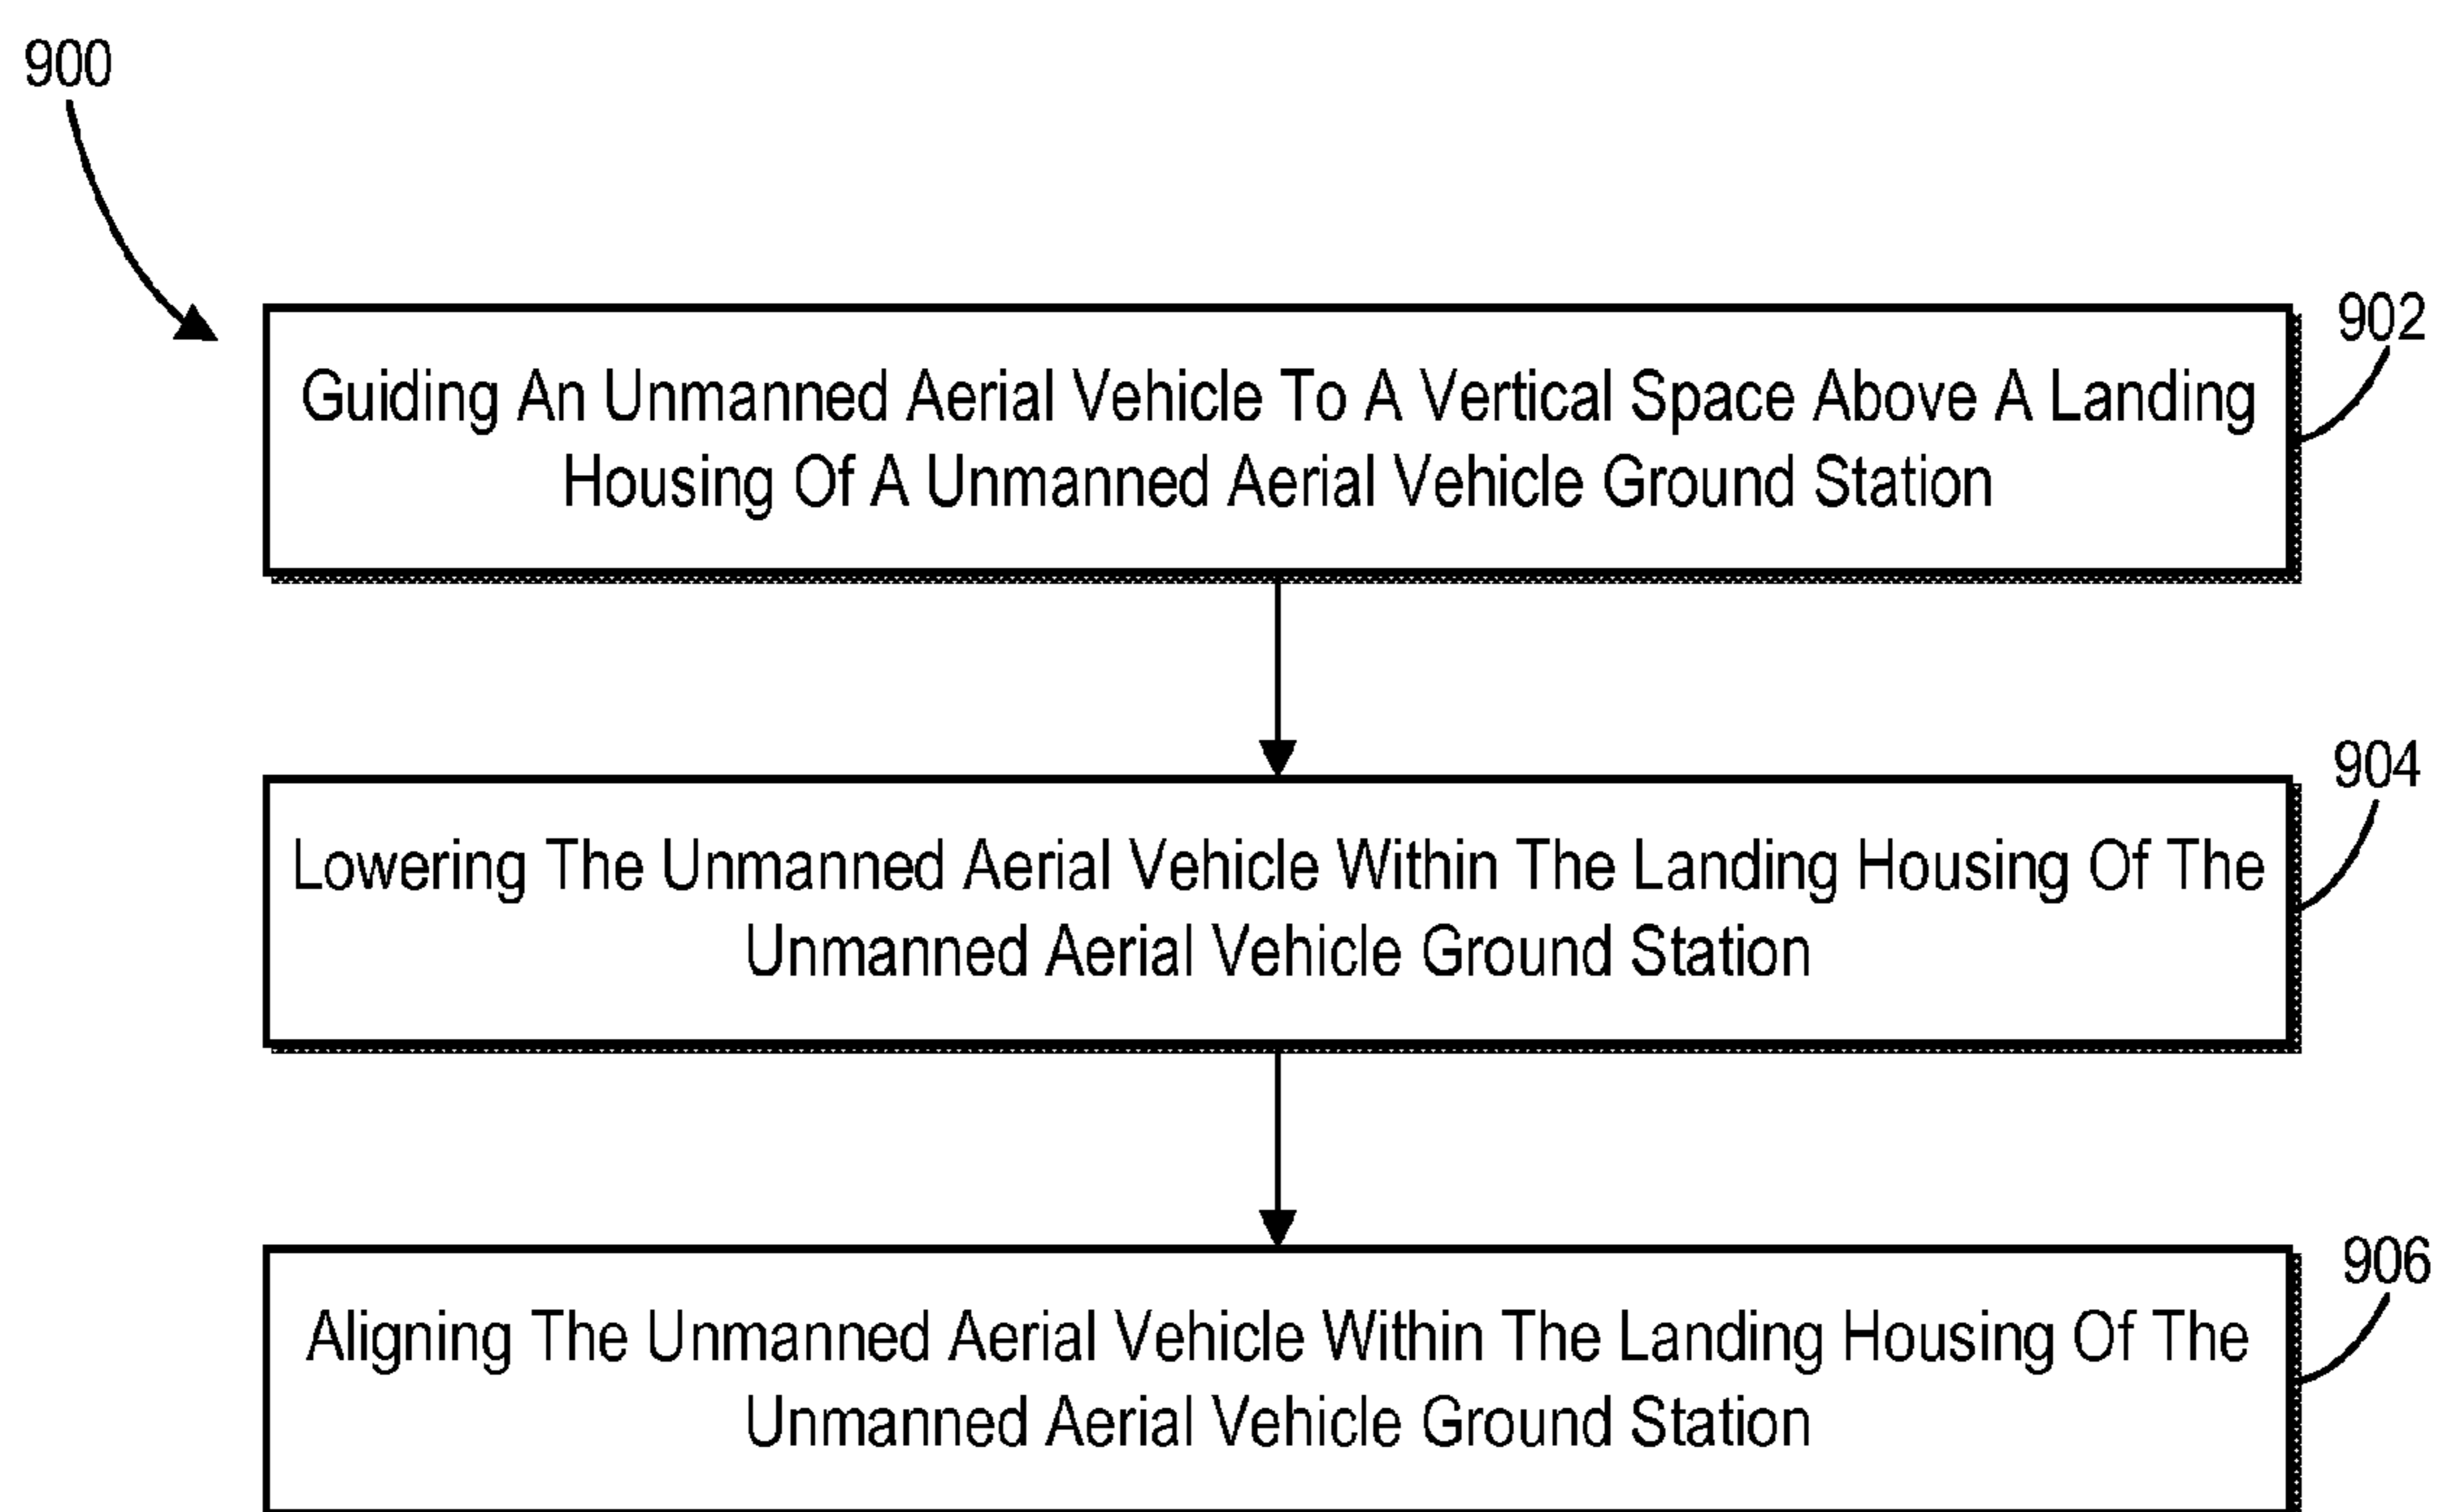 900
902
Guiding An Unmanned Aerial Vehicle To A Vertical Space Above A Landing
Housing Of A Unmanned Aerial Vehicle Ground Station
904
Lowering The Unmanned Aerial Vehicle Within The Landing Housing Of The
Unmanned Aerial Vehicle Ground Station
906
Aligning The Unmanned Aerial Vehicle Within The Landing Housing Of The
Unmanned Aerial Vehicle Ground Station